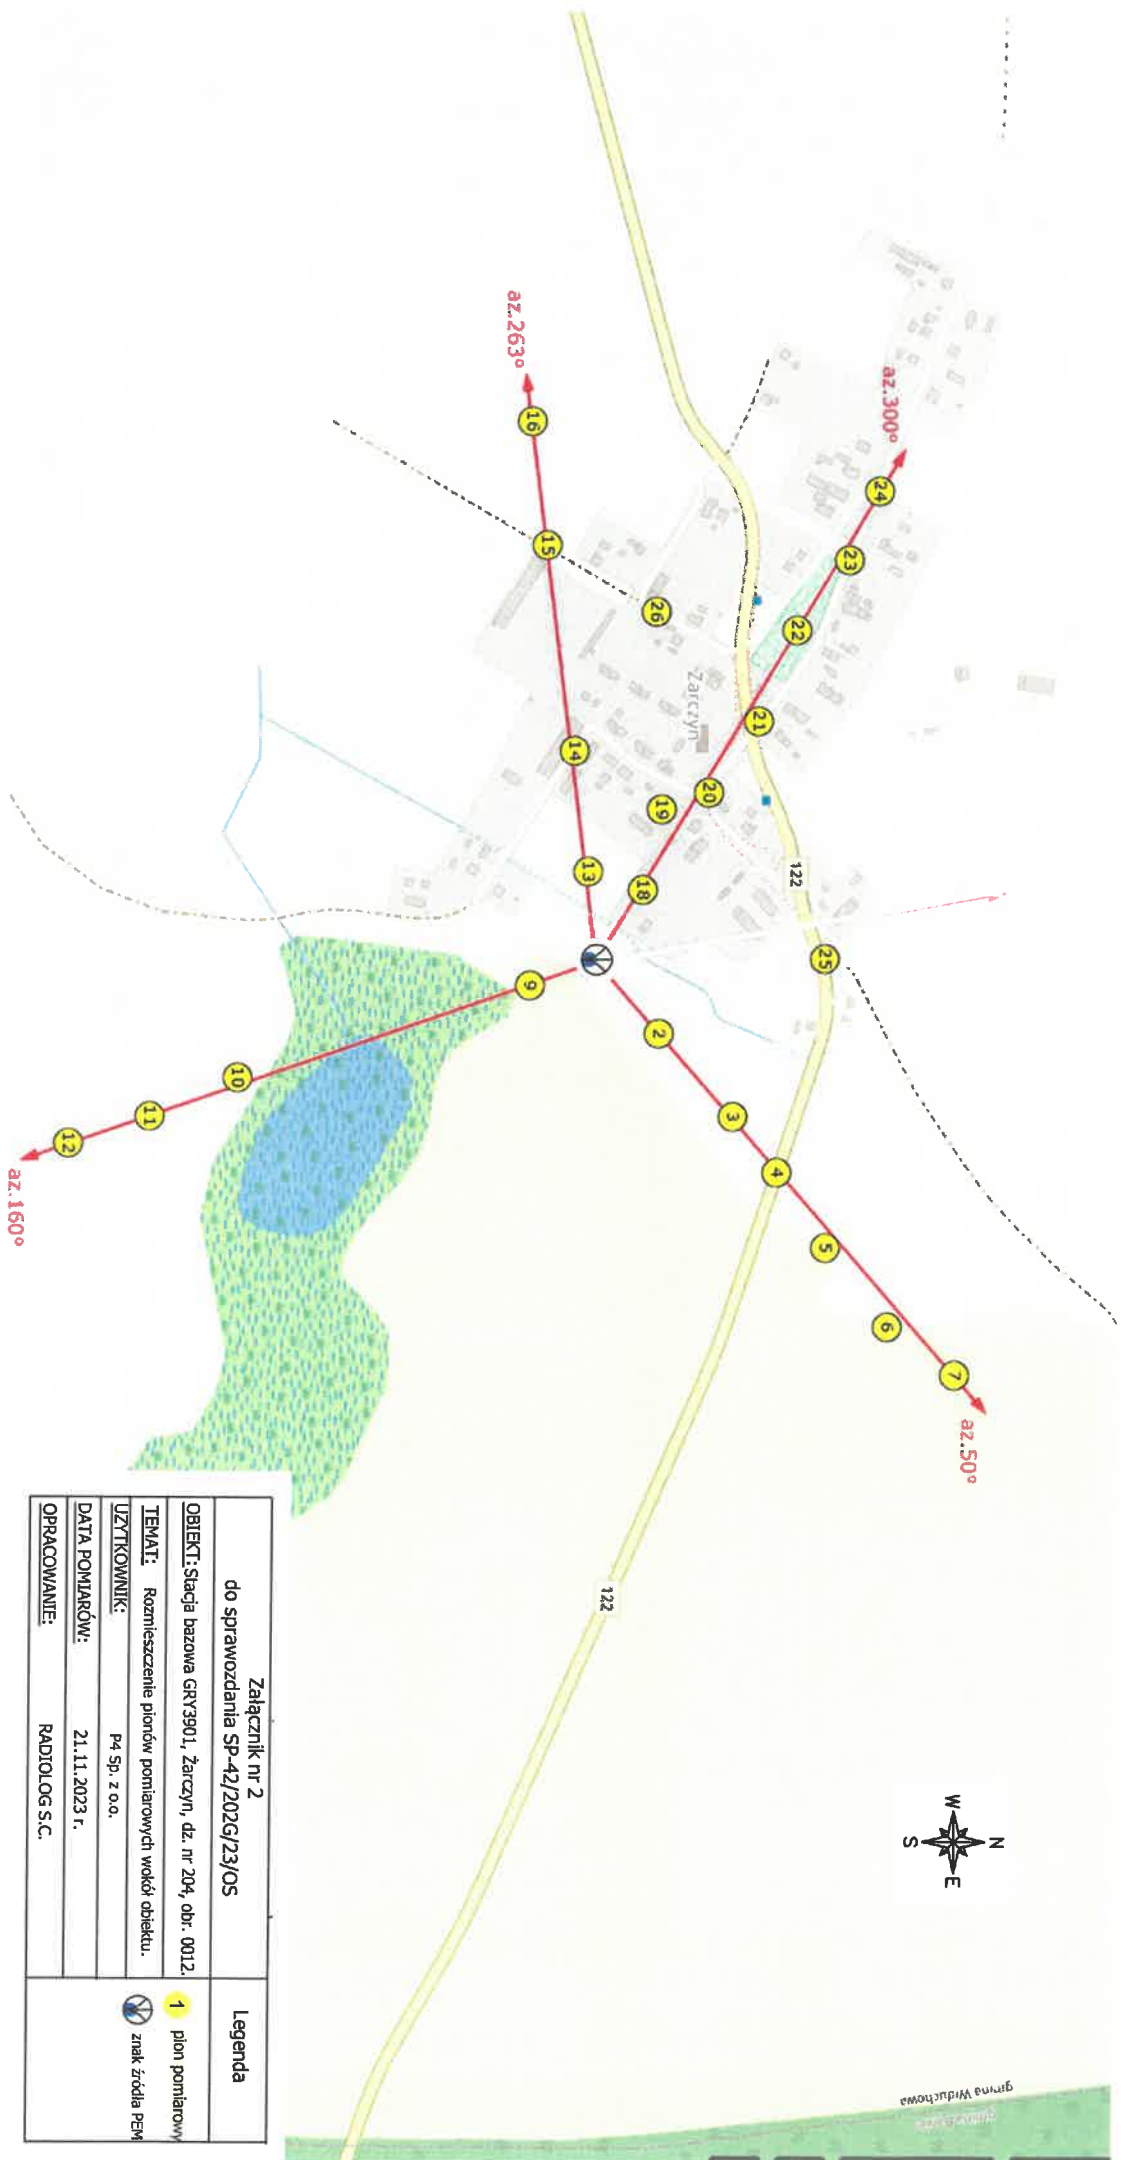 az.300°
24
23
22
21
20
19
18
122
25
Żarczyn
26
az.263°
16
15
14
13
2
3
4
5
6
7
az.50°
9
10
11
12
az.160°
122
N
W E
S
gmina Widuchowa
Załącznik nr 2
do sprawozdania SP-42/202G/23/OS
OBIEKT: Stacja bazowa GRY3901, Żarczyn, dz. nr 204, obr. 0012.
TEMAT: Rozmieszczenie pionów pomiarowych wokół obiektu.
UŻYTKOWNIK: P4 Sp. z o.o.
DATA POMIARÓW: 21.11.2023 r.
OPRACOWANIE: RADIOLOG S.C.
Legenda
1 pion pomiarowy
znak źródła PEM